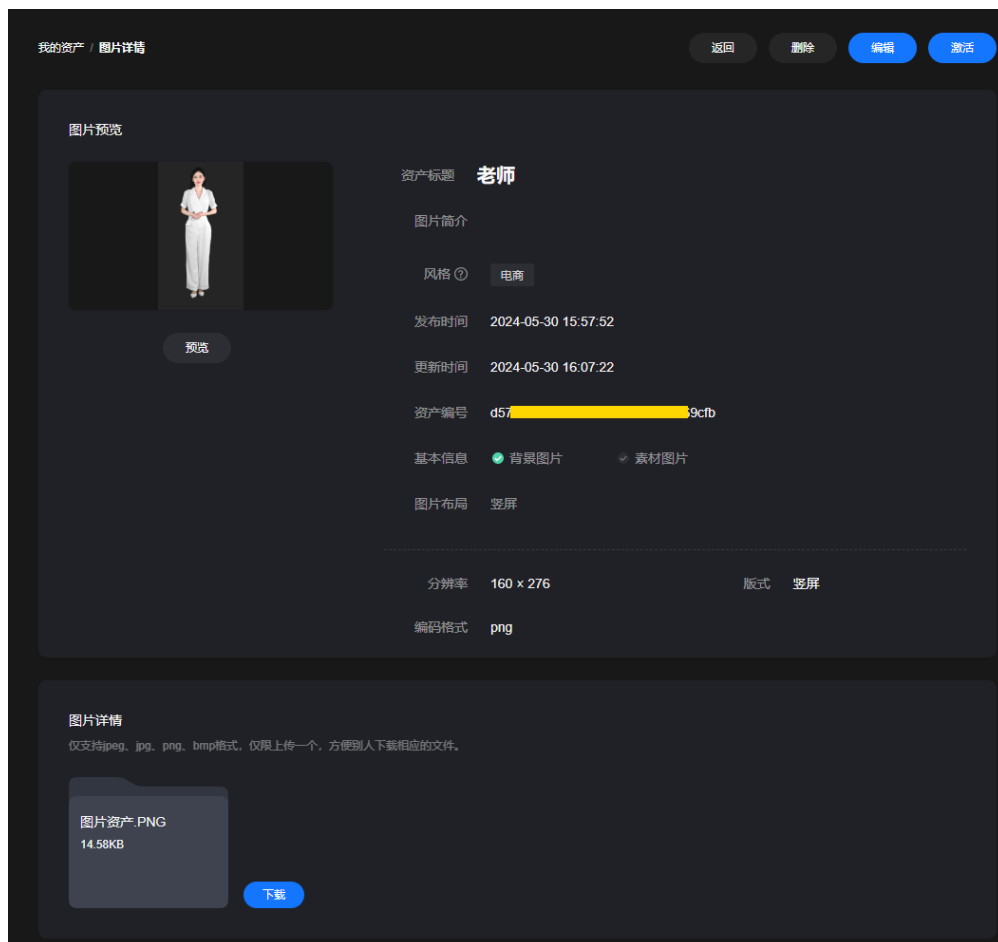 我的资产 / 图片详情
返回 删除 编辑 激活
图片预览
资产标题 老师
图片简介
风格 ? 电商
发布时间 2024-05-30 15:57:52
预览
更新时间 2024-05-30 16:07:22
资产编号 d57 9cfb
基本信息 背景图片 素材图片
图片布局 竖屏
分辨率 160 × 276 版式 竖屏
编码格式 png
图片详情
仅支持jpeg、jpg、png、bmp格式，仅限上传一个，方便别人下载相应的文件。
图片资产.PNG
14.58KB
下载